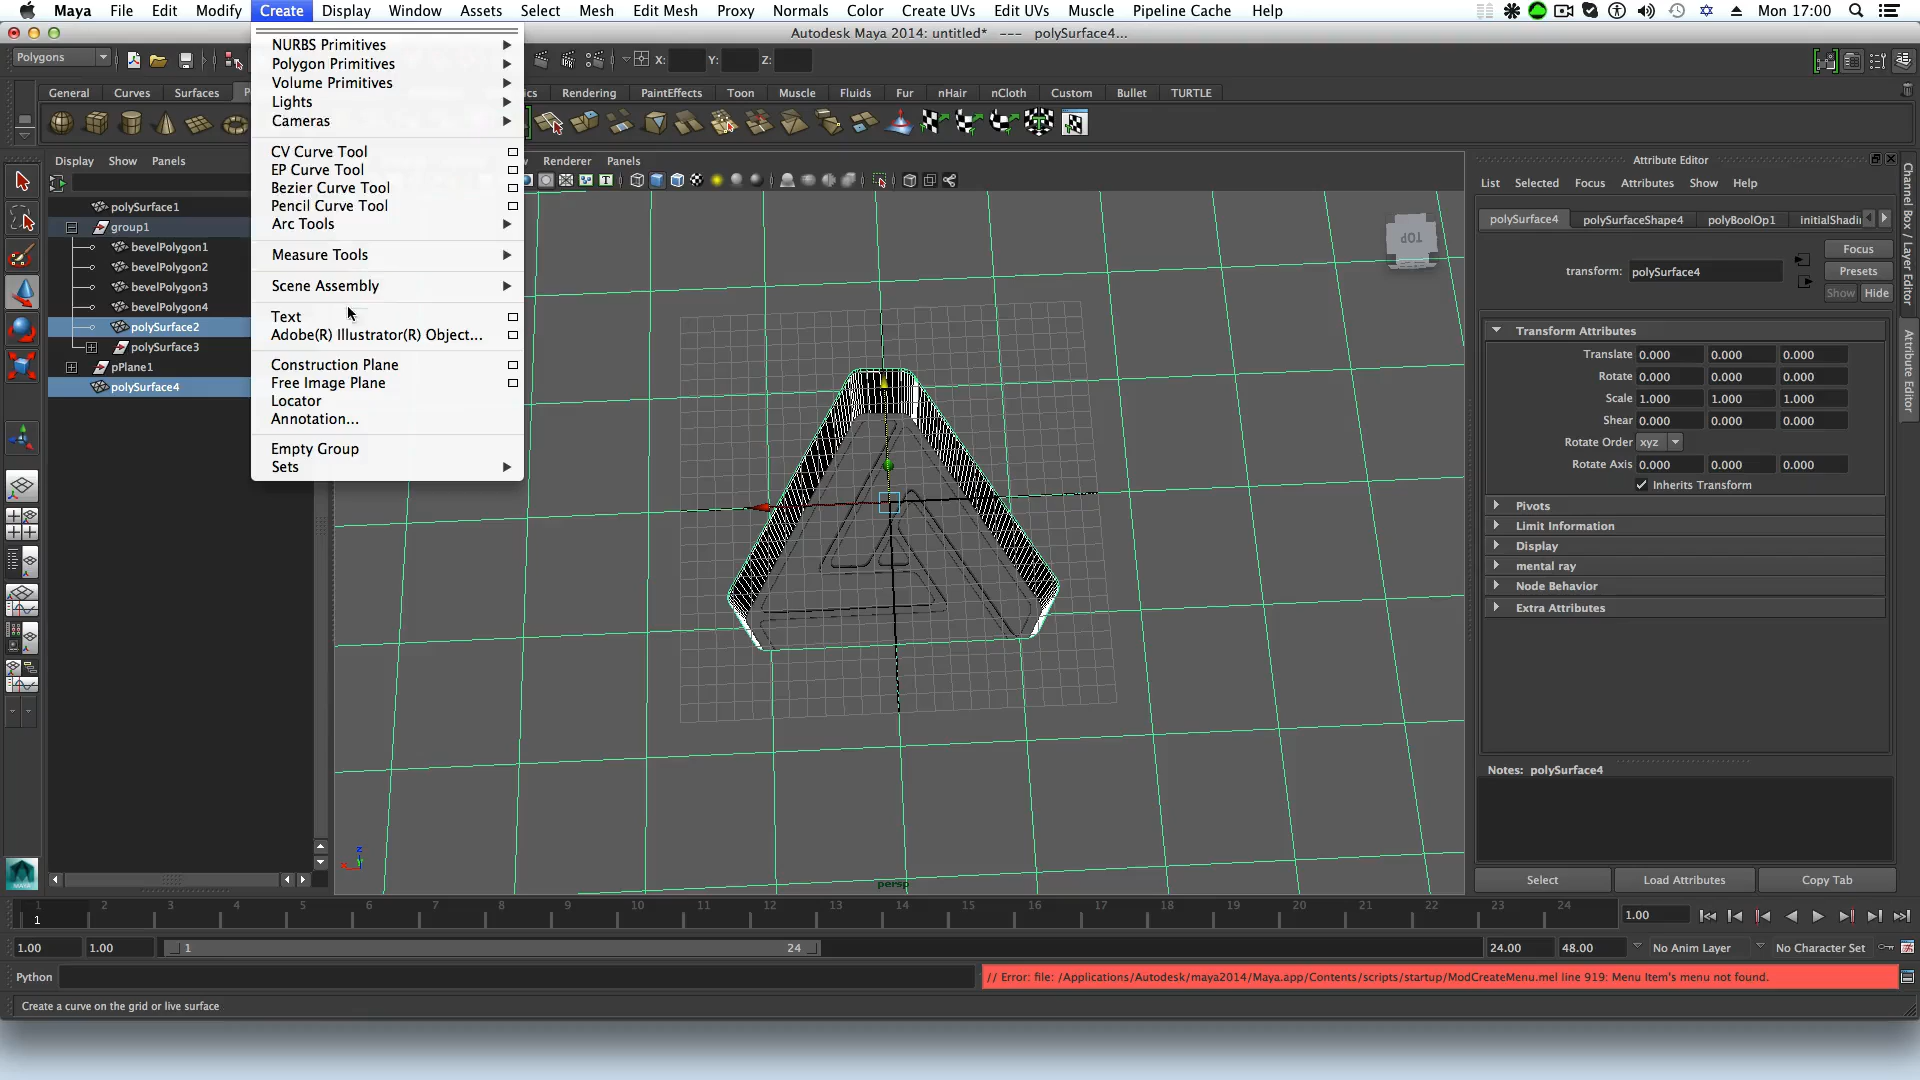 Maya File Edit Modify Create Display Window Assets Select Mesh Edit Mesh Proxy Normals Color Create UVs Edit UVs Muscle Pipeline Cache Help Mon 17:00
Autodesk Maya 2014: untitled* --- polySurface4...
Polygons X: Y: Z:
General Curves Surfaces Rendering PaintEffects Toon Muscle Fluids Fur nHair nCloth Custom Bullet TURTLE
NURBS Primitives
Polygon Primitives
Volume Primitives
Lights
Cameras
CV Curve Tool
EP Curve Tool
Bezier Curve Tool
Pencil Curve Tool
Arc Tools
Measure Tools
Scene Assembly
Text
Adobe(R) Illustrator(R) Object...
Construction Plane
Free Image Plane
Locator
Annotation...
Empty Group
Sets
Display Show Panels
polySurface1
group1
bevelPolygon1
bevelPolygon2
bevelPolygon3
bevelPolygon4
polySurface2
polySurface3
pPlane1
polySurface4
Renderer Panels
TOP
persp
Attribute Editor
List Selected Focus Attributes Show Help
polySurface4 polySurfaceShape4 polyBoolOp1 initialShadi
Focus
transform: polySurface4 Presets
Show Hide
Transform Attributes
Translate 0.000 0.000 0.000
Rotate 0.000 0.000 0.000
Scale 1.000 1.000 1.000
Shear 0.000 0.000 0.000
Rotate Order xyz
Rotate Axis 0.000 0.000 0.000
Inherits Transform
Pivots
Limit Information
Display
mental ray
Node Behavior
Extra Attributes
Notes: polySurface4
Select Load Attributes Copy Tab
Channel Box / Layer Editor
Attribute Editor
1 2 3 4 5 6 7 8 9 10 11 12 13 14 15 16 17 18 19 20 21 22 23 24
1 1.00
1.00 1.00 1 24 24.00 48.00 No Anim Layer No Character Set
Python // Error: file: /Applications/Autodesk/maya2014/Maya.app/Contents/scripts/startup/ModCreateMenu.mel line 919: Menu Item's menu not found.
Create a curve on the grid or live surface